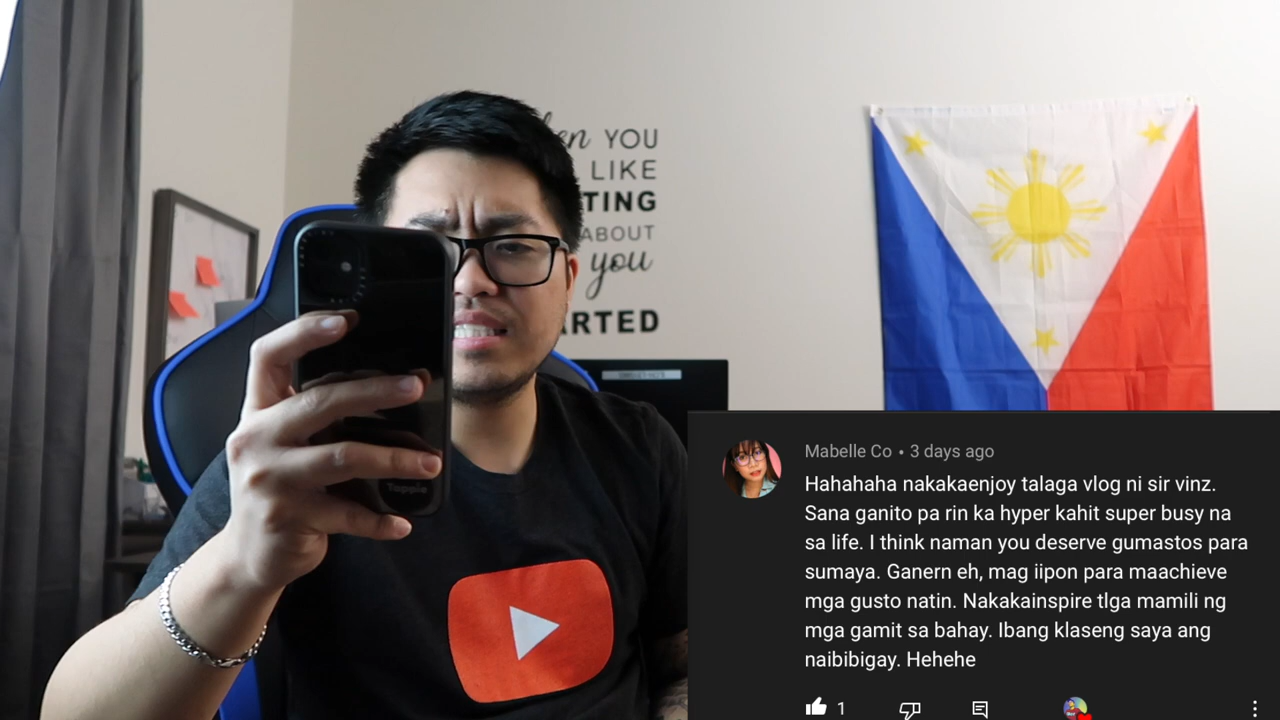 en YOU
LIKE
TING
ABOUT
you
ARTED
Mabelle Co • 3 days ago
Hahahaha nakakaenjoy talaga vlog ni sir vinz.
Sana ganito pa rin ka hyper kahit super busy na
sa life. I think naman you deserve gumastos para
sumaya. Ganern eh, mag iipon para maachieve
mga gusto natin. Nakakainspire tlga mamili ng
mga gamit sa bahay. Ibang klaseng saya ang
naibibigay. Hehehe
1